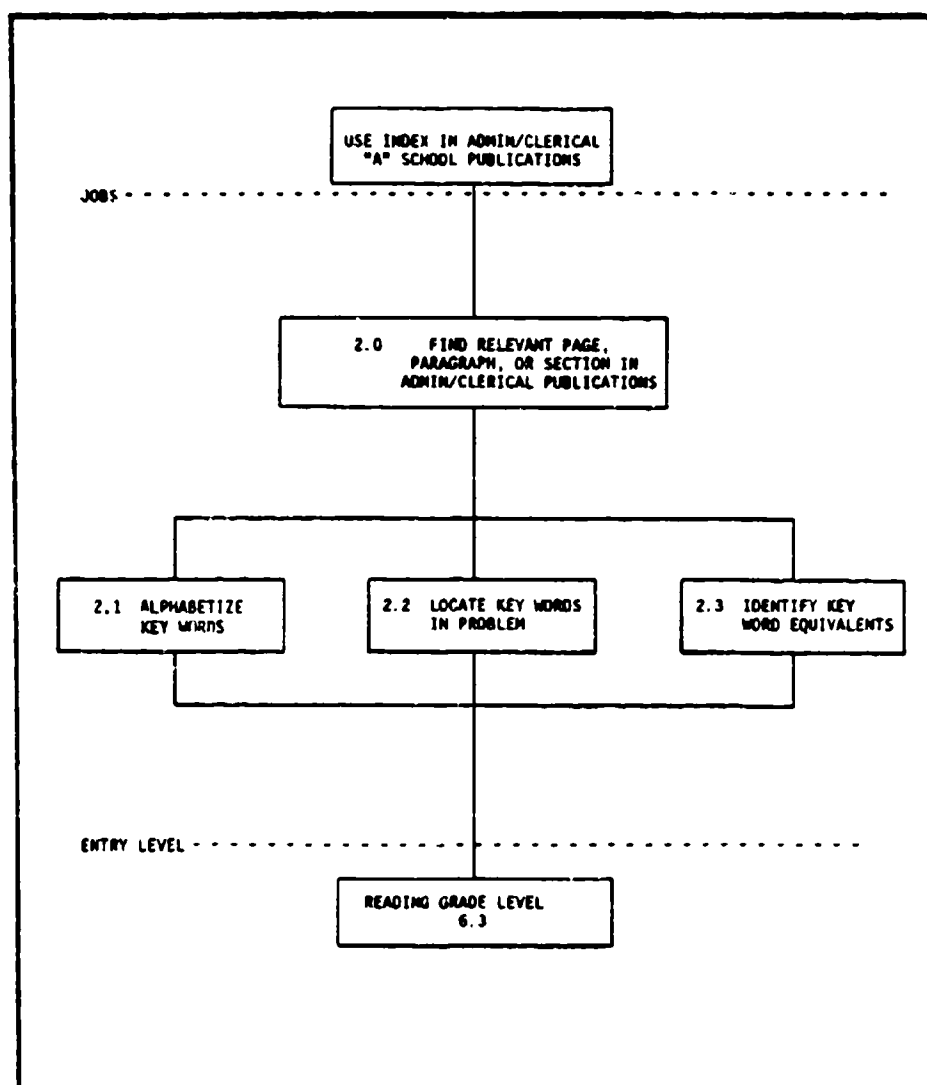 USE INDEX IN ADMIN/CLERICAL
"A" SCHOOL PUBLICATIONS
JOBS
2.0 FIND RELEVANT PAGE,
PARAGRAPH, OR SECTION IN
ADMIN/CLERICAL PUBLICATIONS
2.1 ALPHABETIZE
KEY WORDS
2.2 LOCATE KEY WORDS
IN PROBLEM
2.3 IDENTIFY KEY
WORD EQUIVALENTS
ENTRY LEVEL
READING GRADE LEVEL
6.3